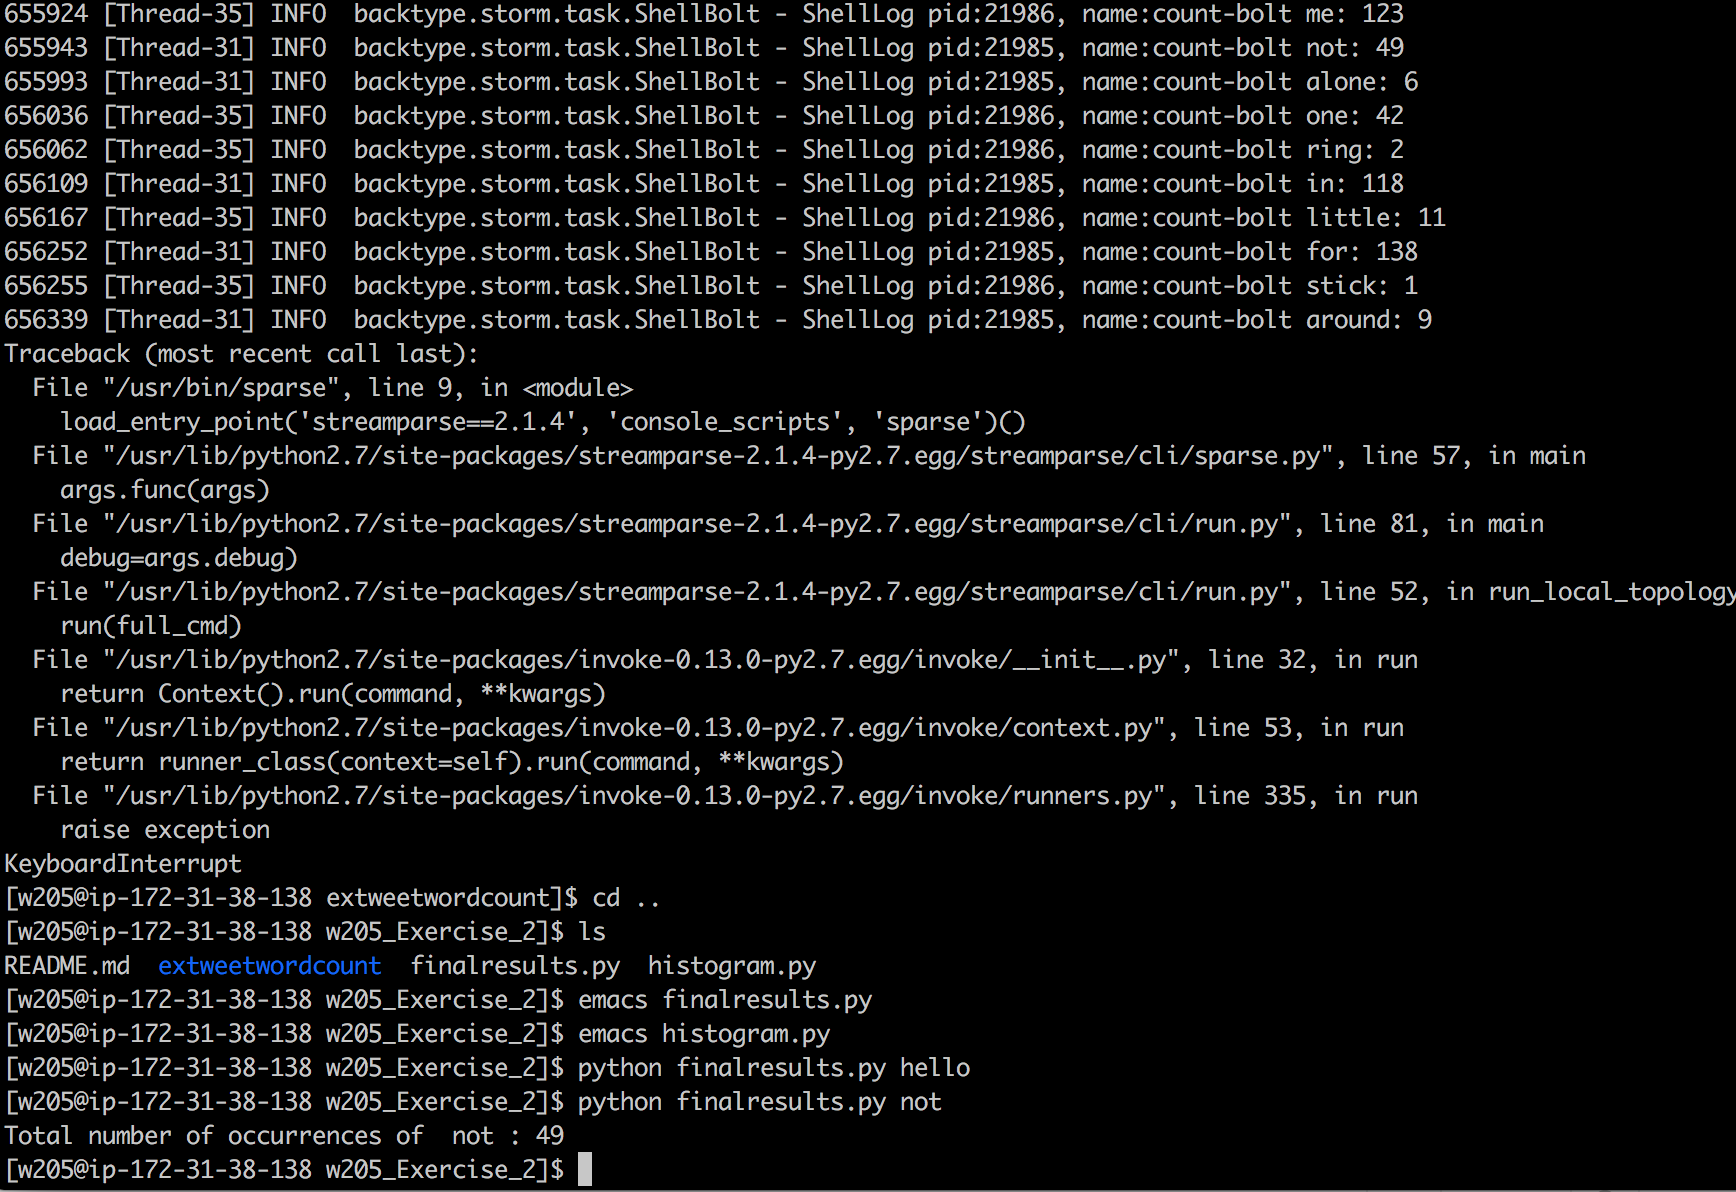 655924 [Thread-35] INFO  backtype.storm.task.ShellBolt - ShellLog pid:21986, name:count-bolt me: 123
655943 [Thread-31] INFO  backtype.storm.task.ShellBolt - ShellLog pid:21985, name:count-bolt not: 49
655993 [Thread-31] INFO  backtype.storm.task.ShellBolt - ShellLog pid:21985, name:count-bolt alone: 6
656036 [Thread-35] INFO  backtype.storm.task.ShellBolt - ShellLog pid:21986, name:count-bolt one: 42
656062 [Thread-35] INFO  backtype.storm.task.ShellBolt - ShellLog pid:21986, name:count-bolt ring: 2
656109 [Thread-31] INFO  backtype.storm.task.ShellBolt - ShellLog pid:21985, name:count-bolt in: 118
656167 [Thread-35] INFO  backtype.storm.task.ShellBolt - ShellLog pid:21986, name:count-bolt little: 11
656252 [Thread-31] INFO  backtype.storm.task.ShellBolt - ShellLog pid:21985, name:count-bolt for: 138
656255 [Thread-35] INFO  backtype.storm.task.ShellBolt - ShellLog pid:21986, name:count-bolt stick: 1
656339 [Thread-31] INFO  backtype.storm.task.ShellBolt - ShellLog pid:21985, name:count-bolt around: 9
Traceback (most recent call last):
  File "/usr/bin/sparse", line 9, in <module>
    load_entry_point('streamparse==2.1.4', 'console_scripts', 'sparse')()
  File "/usr/lib/python2.7/site-packages/streamparse-2.1.4-py2.7.egg/streamparse/cli/sparse.py", line 57, in main
    args.func(args)
  File "/usr/lib/python2.7/site-packages/streamparse-2.1.4-py2.7.egg/streamparse/cli/run.py", line 81, in main
    debug=args.debug)
  File "/usr/lib/python2.7/site-packages/streamparse-2.1.4-py2.7.egg/streamparse/cli/run.py", line 52, in run_local_topology
    run(full_cmd)
  File "/usr/lib/python2.7/site-packages/invoke-0.13.0-py2.7.egg/invoke/__init__.py", line 32, in run
    return Context().run(command, **kwargs)
  File "/usr/lib/python2.7/site-packages/invoke-0.13.0-py2.7.egg/invoke/context.py", line 53, in run
    return runner_class(context=self).run(command, **kwargs)
  File "/usr/lib/python2.7/site-packages/invoke-0.13.0-py2.7.egg/invoke/runners.py", line 335, in run
    raise exception
KeyboardInterrupt
[w205@ip-172-31-38-138 extweetwordcount]$ cd ..
[w205@ip-172-31-38-138 w205_Exercise_2]$ ls
README.md  extweetwordcount  finalresults.py  histogram.py
[w205@ip-172-31-38-138 w205_Exercise_2]$ emacs finalresults.py
[w205@ip-172-31-38-138 w205_Exercise_2]$ emacs histogram.py
[w205@ip-172-31-38-138 w205_Exercise_2]$ python finalresults.py hello
[w205@ip-172-31-38-138 w205_Exercise_2]$ python finalresults.py not
Total number of occurrences of  not : 49
[w205@ip-172-31-38-138 w205_Exercise_2]$